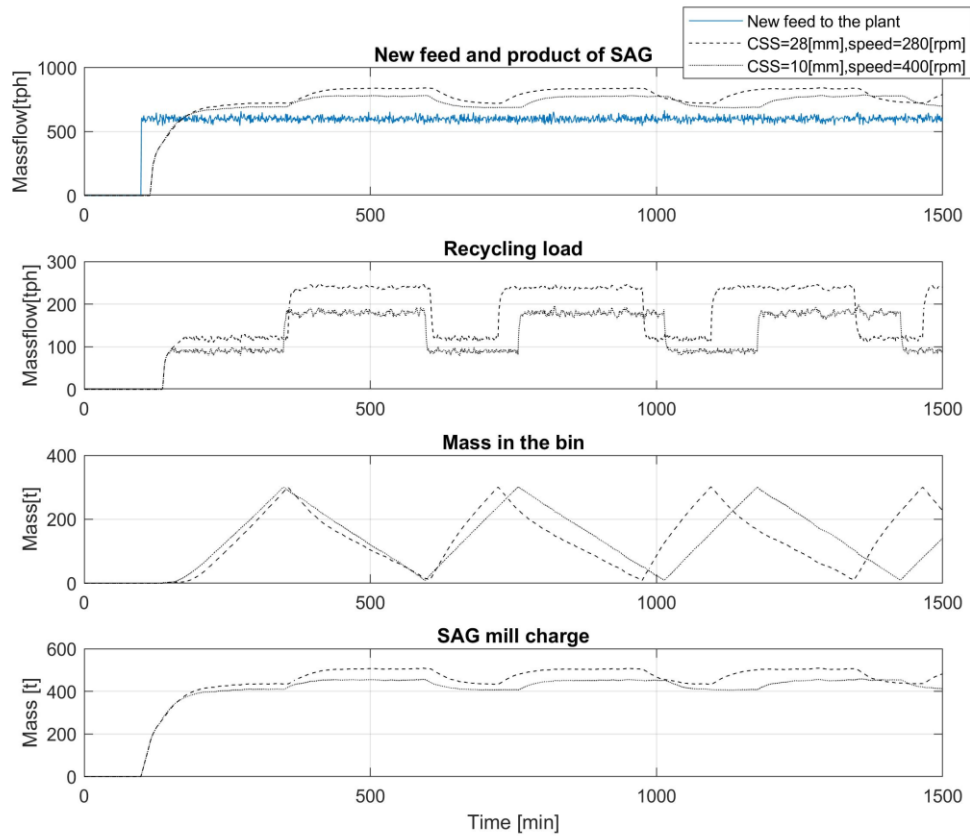 New feed to the plant
CSS=28[mm],speed=280[rpm]
CSS=10[mm],speed=400[rpm]
New feed and product of SAG
Massflow[tph]
1000
500
0
0
500
1000
1500
Recycling load
Massflow[tph]
300
200
100
0
0
500
1000
1500
Mass in the bin
Mass[t]
400
200
0
0
500
1000
1500
SAG mill charge
Mass [t]
600
400
200
0
0
500
1000
1500
Time [min]